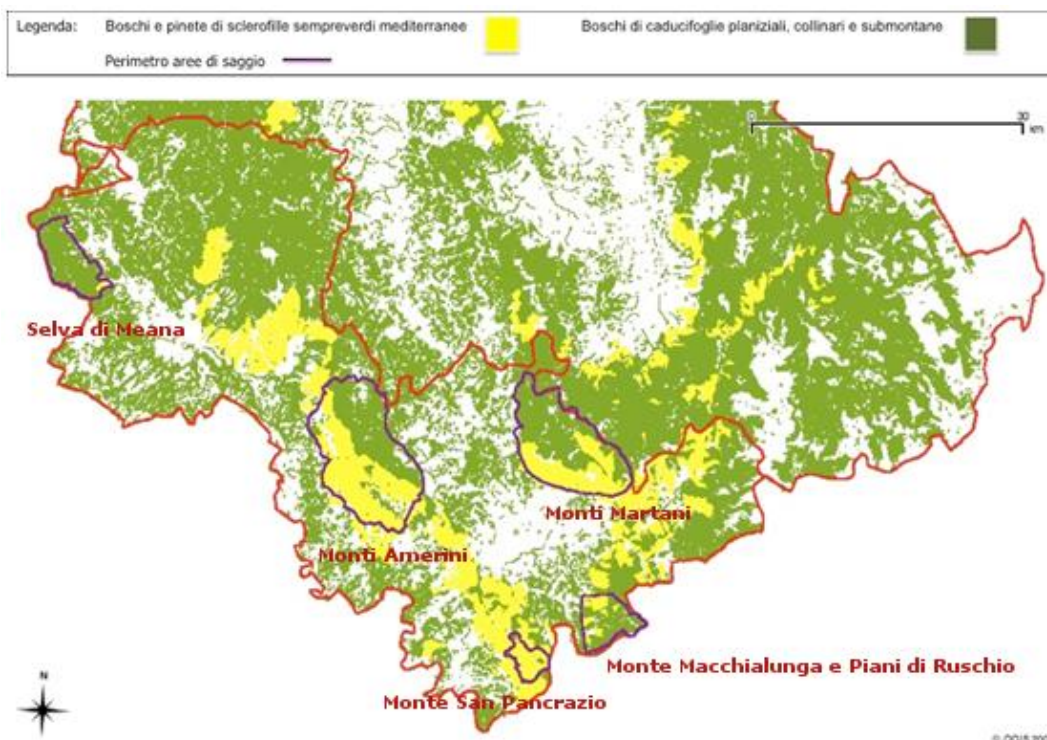 Legenda: Boschi e pinete di sclerofille sempreverdi mediterranee Boschi di caducifoglie planiziali, collinari e submontane
Perimetro aree di saggio
0 30
km
Selva di Meana
Monti Martani
Monti Amerini
Monte Macchialunga e Piani di Ruschio
Monte San Pancrazio
N
©